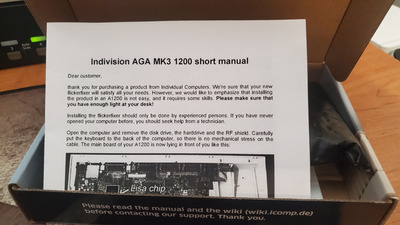 Indivision AGA MK3 1200 short manual
Dear customer,
thank you for purchasing a product from Individual Computers. We're sure that your new
flickerfixer will satisfy all your needs. However, we would like to emphasize that installing
the product in an A1200 is not easy, and it requires some skills. Please make sure that
you have enough light at your desk!
Installing the flickerfixer should only be done by experienced persons. If you have never
opened your computer before, you should seek help from a technician.
Open the computer and remove the disk drive, the harddrive and the RF shield. Carefully
put the keyboard to the back of the computer, so there is no mechanical stress on the
cable. The main board of your A1200 is now lying in front of you like this:
Lisa chip
Please read the manual and the wiki (wiki.icomp.de)
before contacting our support. Thank you.